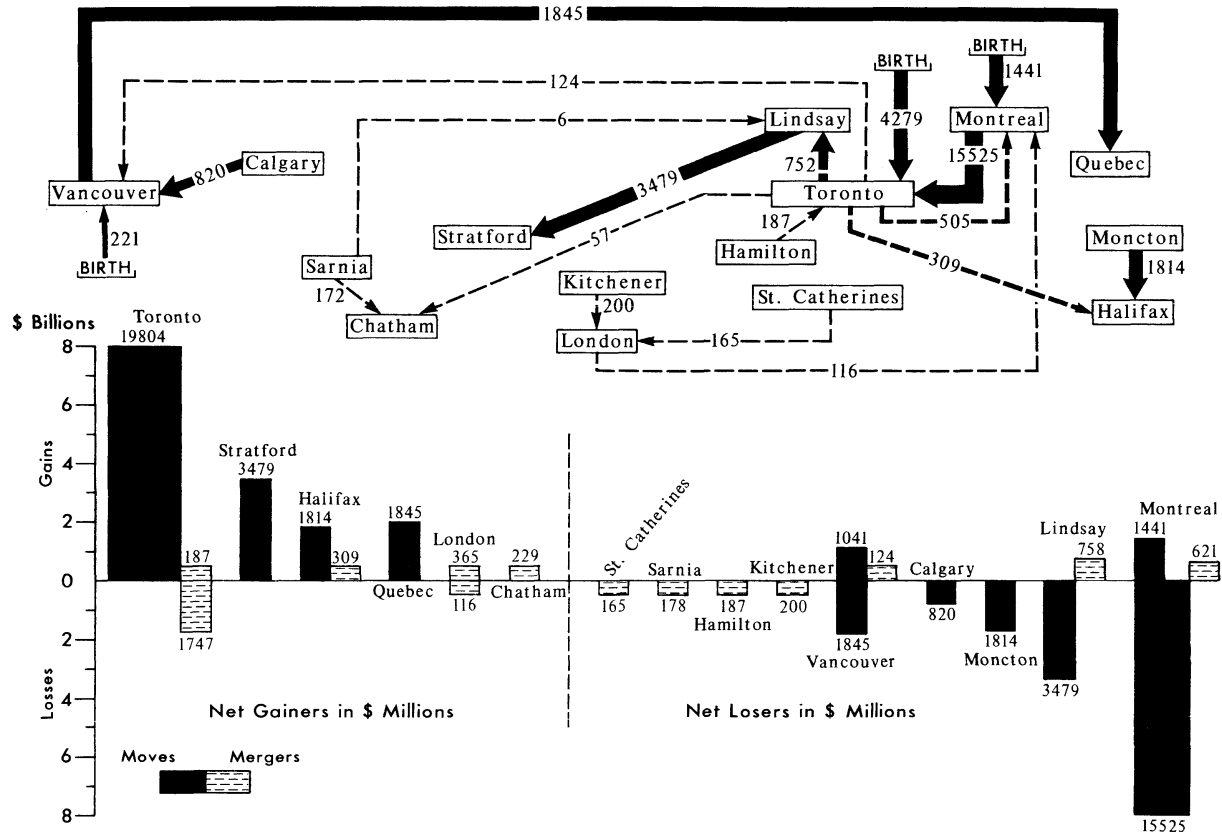 1845
BIRTH
BIRTH
1441
124
Lindsay
4279
Montreal
6
15525
Calgary
820
Vancouver
3479
752
Quebec
Toronto
187
505
221
Stratford
57
Hamilton
309
Moncton
BIRTH
Sarnia
172
Kitchener
200
St. Catherines
1814
Chatham
London
165
Halifax
116
$ Billions
Toronto
19804
8
6
4
2
0
2
4
6
8
Gains
Losses
187
1747
Stratford
3479
Halifax
1814
309
1845
Quebec
London
365
116
229
Chatham
St. Catherines
165
Sarnia
178
187
Hamilton
Kitchener
200
1041
124
1845
Vancouver
Calgary
820
1814
Moncton
Lindsay
758
3479
Montreal
1441
621
15525
Net Gainers in $ Millions
Net Losers in $ Millions
Moves
Mergers